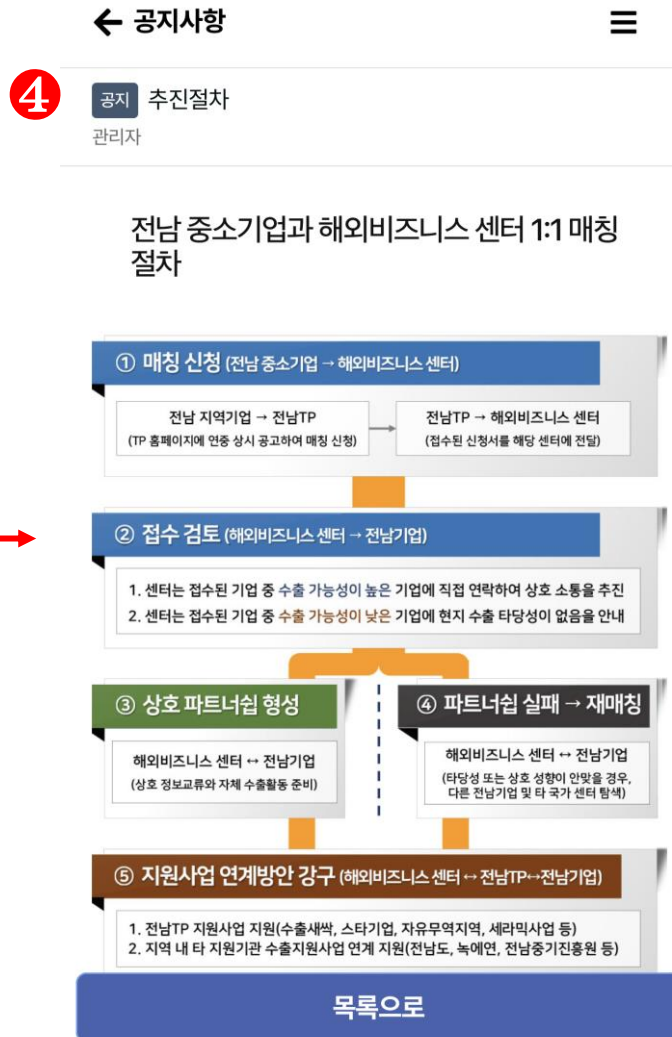 ← 공지사항
4
공지 추진절차
관리자
전남 중소기업과 해외비즈니스 센터 1:1 매칭
절차
① 매칭 신청 (전남 중소기업 → 해외비즈니스 센터)
전남 지역기업 → 전남TP
(TP 홈페이지에 연중 상시 공고하여 매칭 신청)
전남TP → 해외비즈니스 센터
(접수된 신청서를 해당 센터에 전달)
② 접수 검토 (해외비즈니스 센터 → 전남기업)
1. 센터는 접수된 기업 중 수출 가능성이 높은 기업에 직접 연락하여 상호 소통을 추진
2. 센터는 접수된 기업 중 수출 가능성이 낮은 기업에 현지 수출 타당성이 없음을 안내
③ 상호 파트너쉽 형성
해외비즈니스 센터 ↔ 전남기업
(상호 정보교류와 자체 수출활동 준비)
④ 파트너쉽 실패 → 재매칭
해외비즈니스 센터 ↔ 전남기업
(타당성 또는 상호 성향이 안맞을 경우,
다른 전남기업 및 타 국가 센터 탐색)
⑤ 지원사업 연계방안 강구 (해외비즈니스 센터 ↔ 전남TP↔전남기업)
1. 전남TP 지원사업 지원(수출새싹, 스타기업, 자유무역지역, 세라믹사업 등)
2. 지역 내 타 지원기관 수출지원사업 연계 지원(전남도, 녹에연, 전남중기진흥원 등)
목록으로